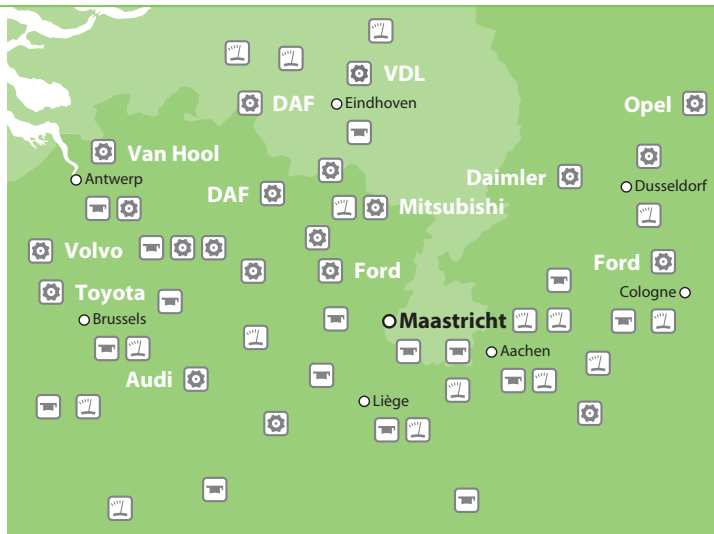 VDL
DAF
Eindhoven
Opel
Van Hool
Antwerp
DAF
Daimler
Dusseldorf
Mitsubishi
Volvo
Ford
Ford
Toyota
Cologne
Brussels
Maastricht
Aachen
Audi
Liège